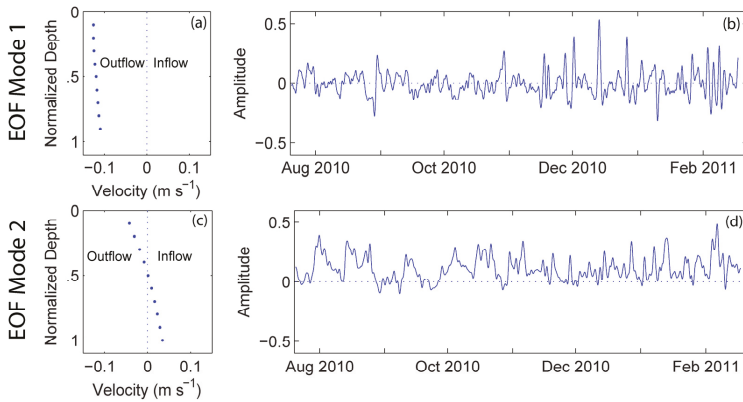 EOF Mode 1
Normalized Depth
0
.5
1
(a)
Outflow
Inflow
−0.1
0
0.1
Velocity (m s−1)
Amplitude
0.5
0
−0.5
(b)
Aug 2010
Oct 2010
Dec 2010
Feb 2011
EOF Mode 2
Normalized Depth
0
.5
1
(c)
Outflow
Inflow
−0.1
0
0.1
Velocity (m s−1)
Amplitude
0.5
0
−0.5
(d)
Aug 2010
Oct 2010
Dec 2010
Feb 2011